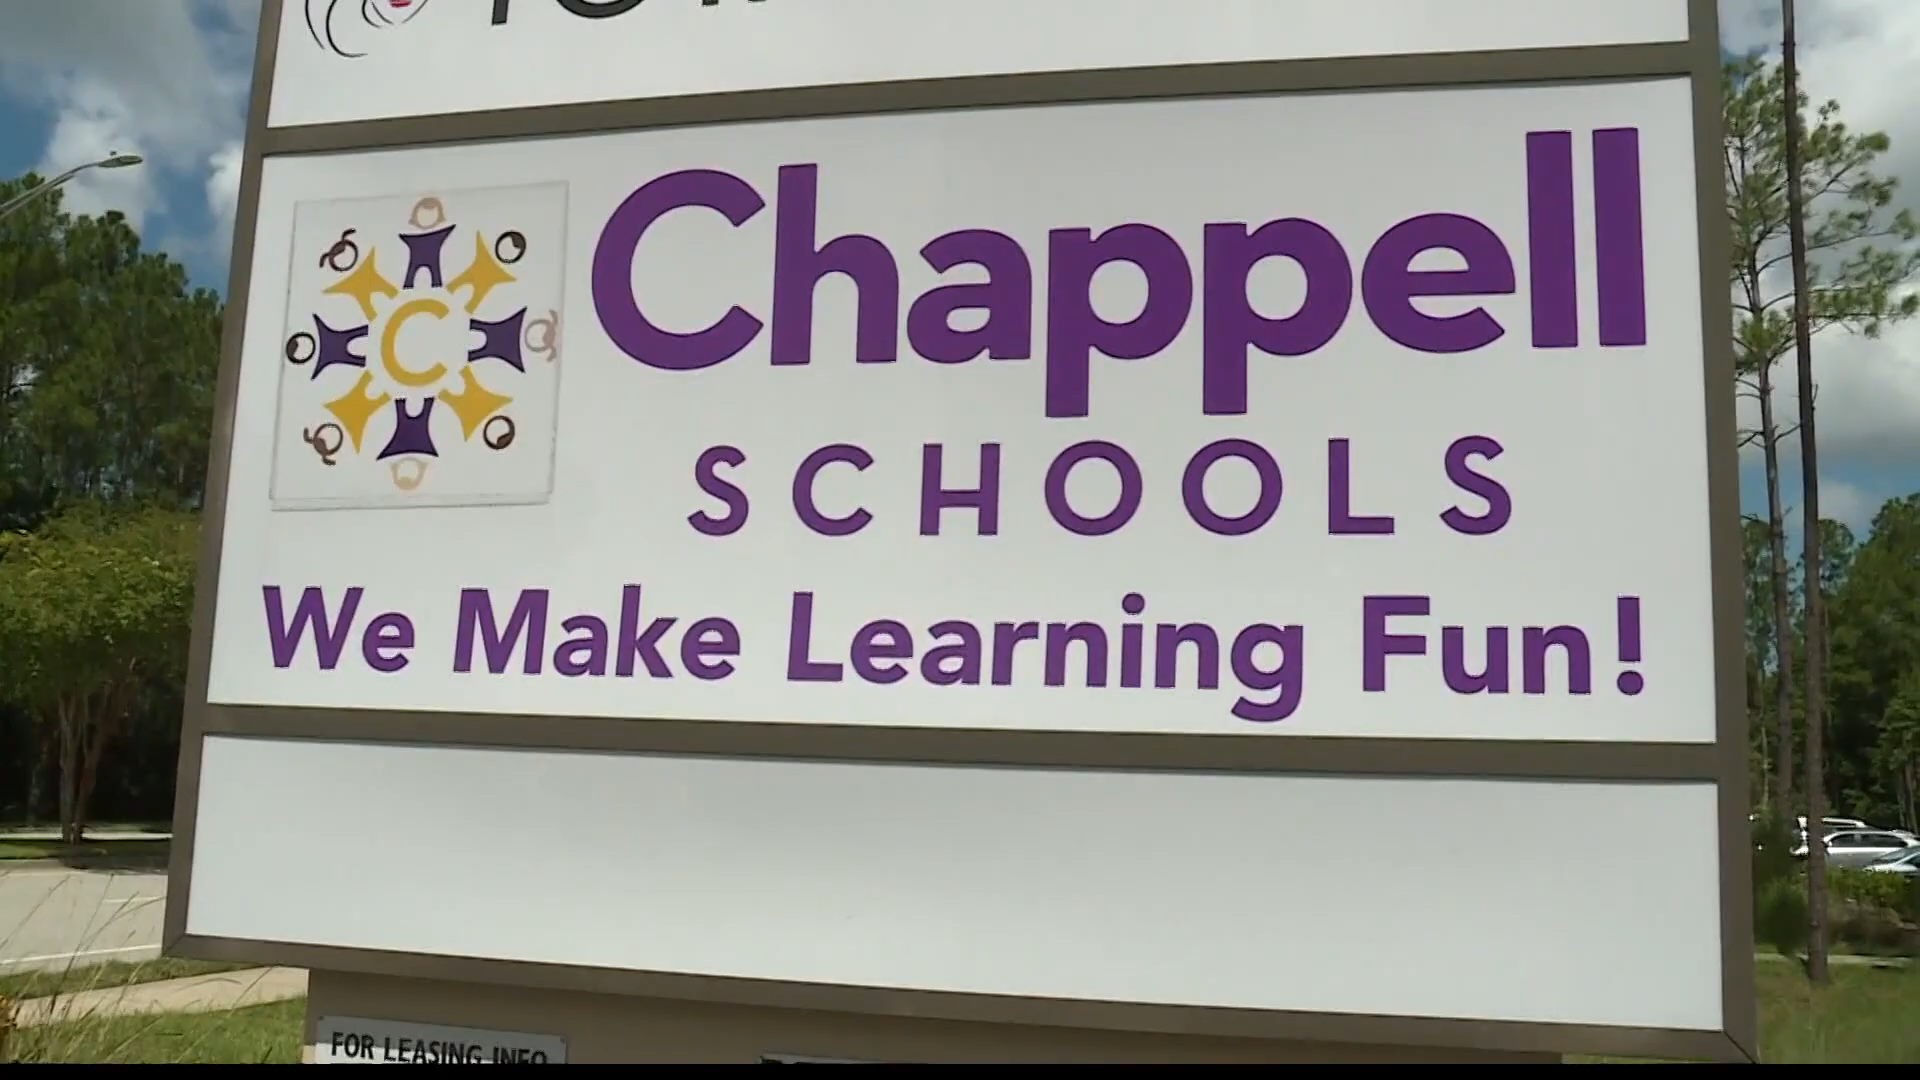 C
Chappell
SCHOOLS
We Make Learning Fun!
FOR LEASING INFO